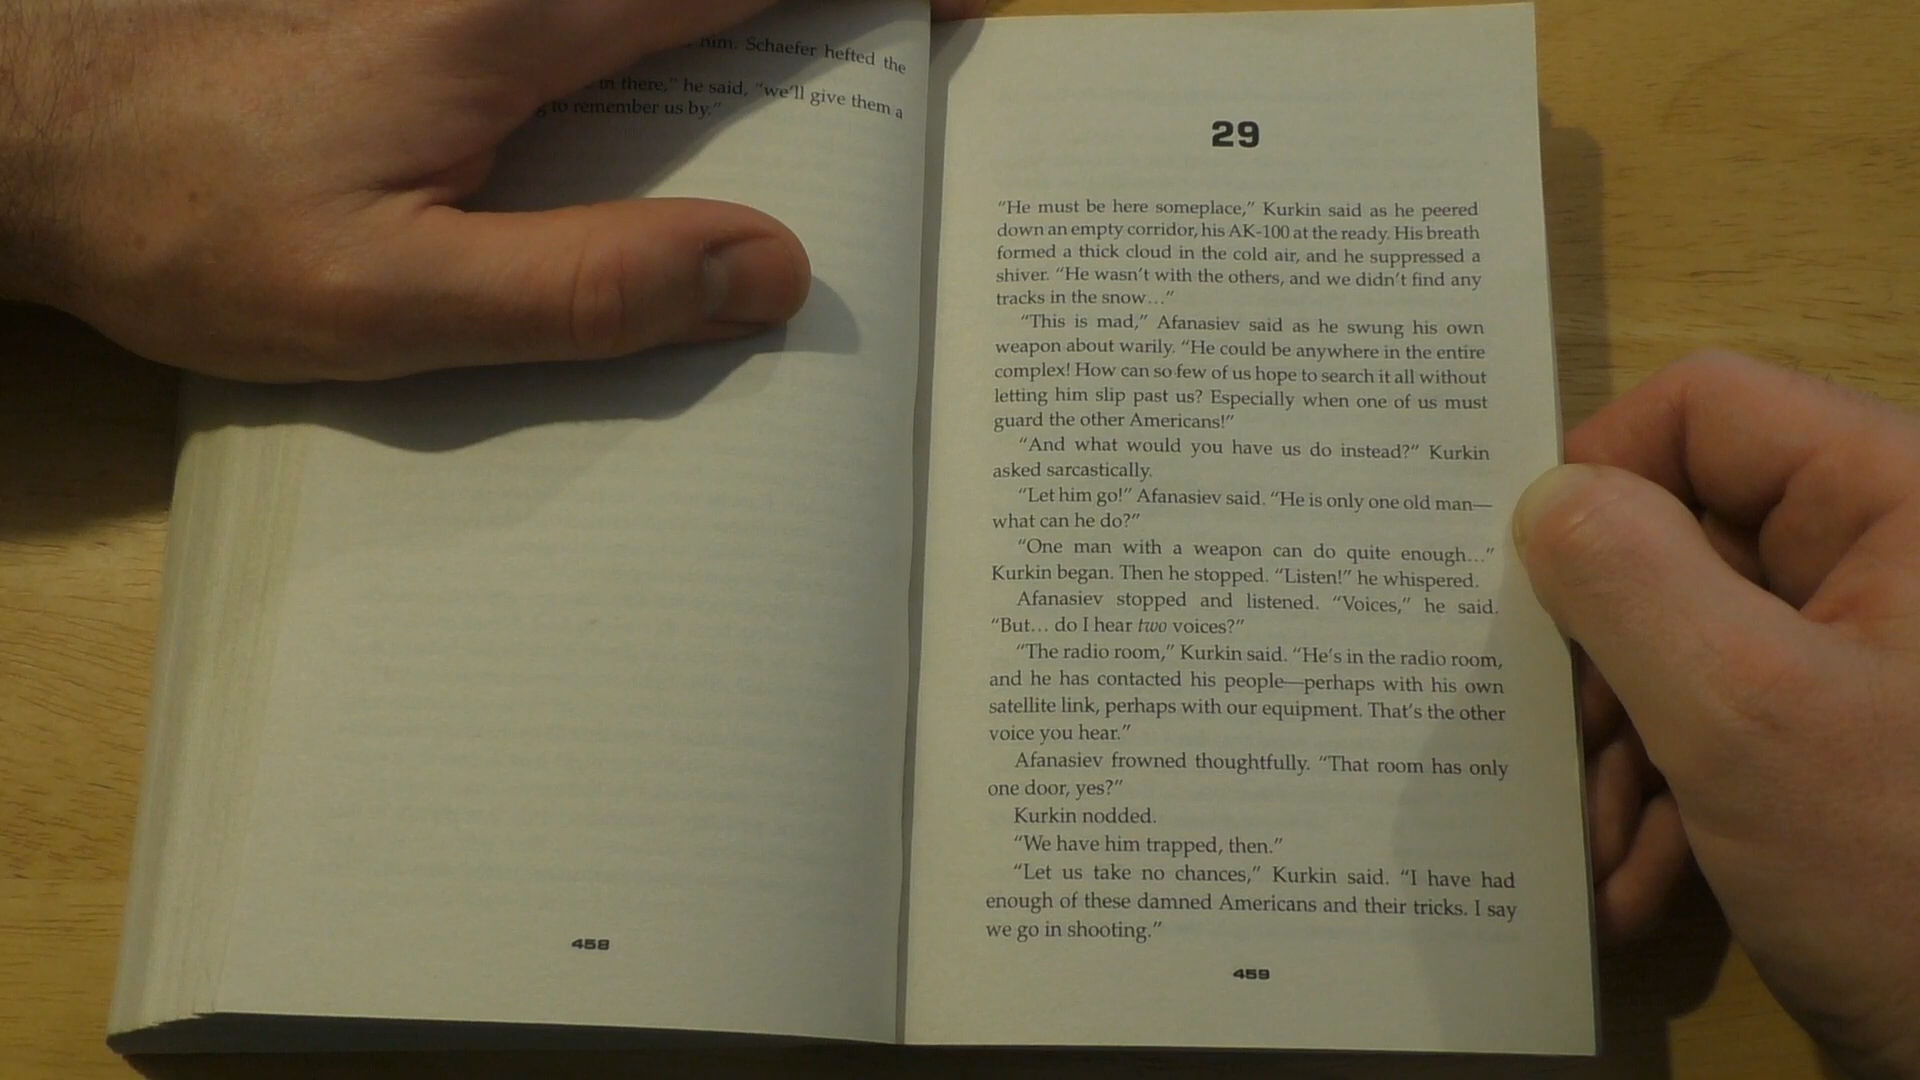 him. Schaefer hefted the
in there,” he said, “we’ll give them a
to remember us by.”
458
29
“He must be here someplace,” Kurkin said as he peered
down an empty corridor, his AK-100 at the ready. His breath
formed a thick cloud in the cold air, and he suppressed a
shiver. “He wasn’t with the others, and we didn’t find any
tracks in the snow…”
“This is mad,” Afanasiev said as he swung his own
weapon about warily. “He could be anywhere in the entire
complex! How can so few of us hope to search it all without
letting him slip past us? Especially when one of us must
guard the other Americans!”
“And what would you have us do instead?” Kurkin
asked sarcastically.
“Let him go!” Afanasiev said. “He is only one old man—
what can he do?”
“One man with a weapon can do quite enough…”
Kurkin began. Then he stopped. “Listen!” he whispered.
Afanasiev stopped and listened. “Voices,” he said.
“But… do I hear two voices?”
“The radio room,” Kurkin said. “He’s in the radio room,
and he has contacted his people—perhaps with his own
satellite link, perhaps with our equipment. That’s the other
voice you hear.”
Afanasiev frowned thoughtfully. “That room has only
one door, yes?”
Kurkin nodded.
“We have him trapped, then.”
“Let us take no chances,” Kurkin said. “I have had
enough of these damned Americans and their tricks. I say
we go in shooting.”
459